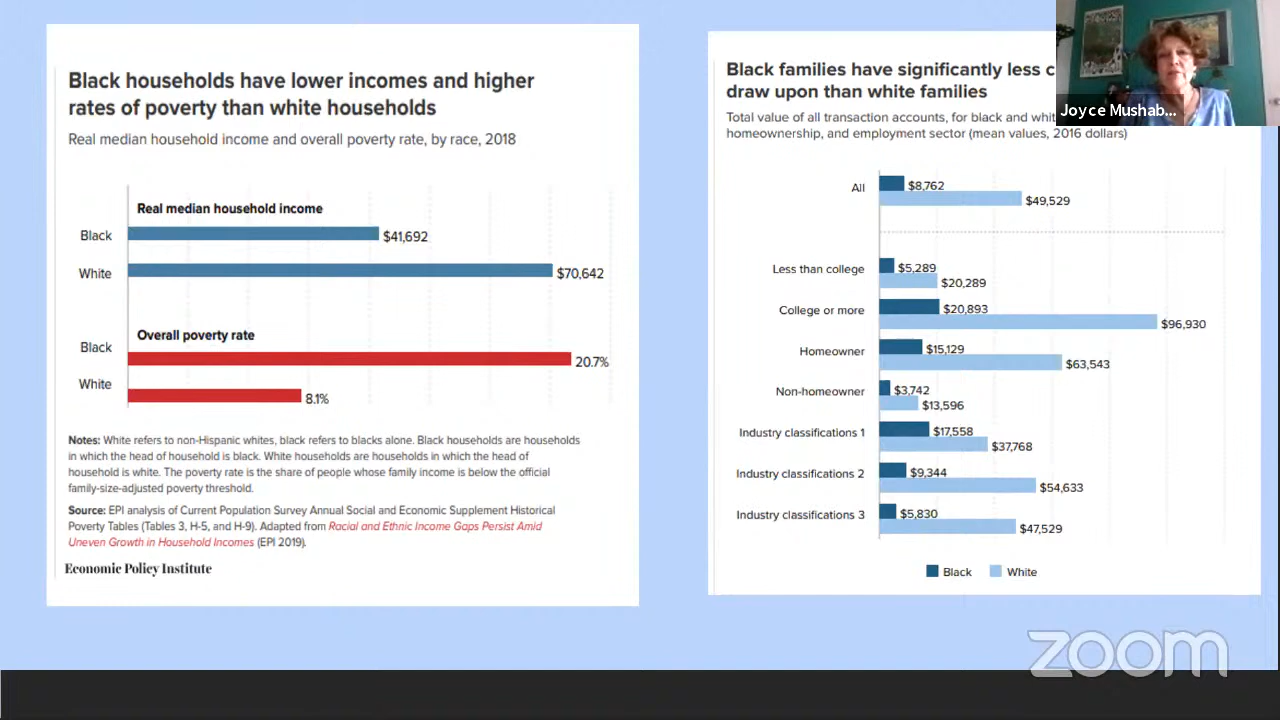 Black households have lower incomes and higher
rates of poverty than white households
Real median household income and overall poverty rate, by race, 2018
Real median household income
Black
$41,692
White
$70,642
Overall poverty rate
Black
20.7%
White
8.1%
Notes: White refers to non-Hispanic whites, black refers to blacks alone. Black households are households
in which the head of household is black. White households are households in which the head of
household is white. The poverty rate is the share of people whose family income is below the official
family-size-adjusted poverty threshold.
Source: EPI analysis of Current Population Survey Annual Social and Economic Supplement Historical
Poverty Tables (Tables 3, H-5, and H-9). Adapted from Racial and Ethnic Income Gaps Persist Amid
Uneven Growth in Household Incomes (EPI 2019).
Economic Policy Institute
Black families have significantly less c
draw upon than white families
Total value of all transaction accounts, for black and whit
homeownership, and employment sector (mean values, 2016 dollars)
All
$8,762
$49,529
Less than college
$5,289
$20,289
College or more
$20,893
$96,930
Homeowner
$15,129
$63,543
Non-homeowner
$3,742
$13,596
Industry classifications 1
$17,558
$37,768
Industry classifications 2
$9,344
$54,633
Industry classifications 3
$5,830
$47,529
Black
White
Joyce Mushab...
zoom